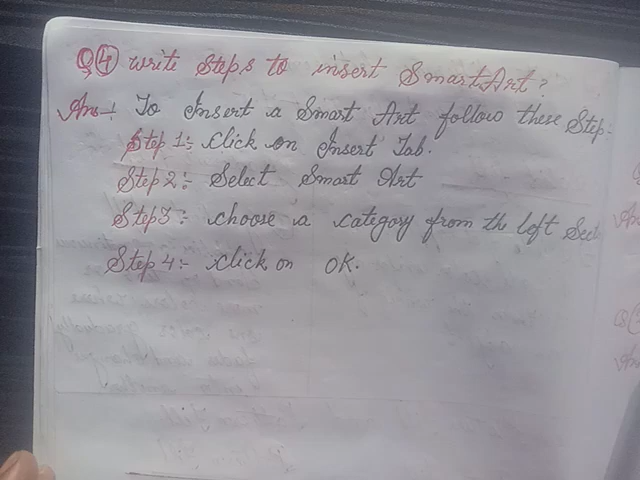 Q④ write steps to insert SmartArt?
Ans:- To Insert a Smart Art follow these Step:-
Step 1:- Click on Insert Tab.
Step 2:- Select Smart Art
Step 3:- choose a category from the left Sect
Step 4:- click on OK.